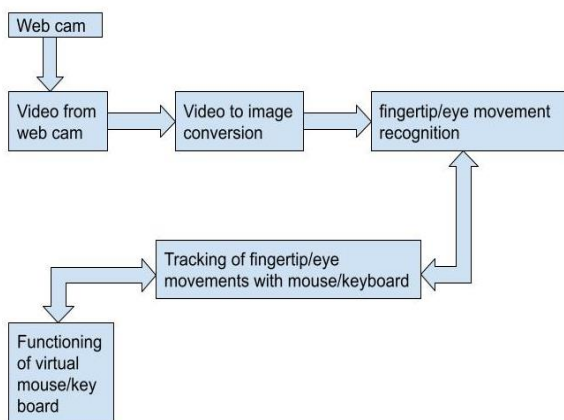 Web cam
Video from
web cam
Video to image
conversion
fingertip/eye movement
recognition
Tracking of fingertip/eye
movements with mouse/keyboard
Functioning
of virtual
mouse/key
board